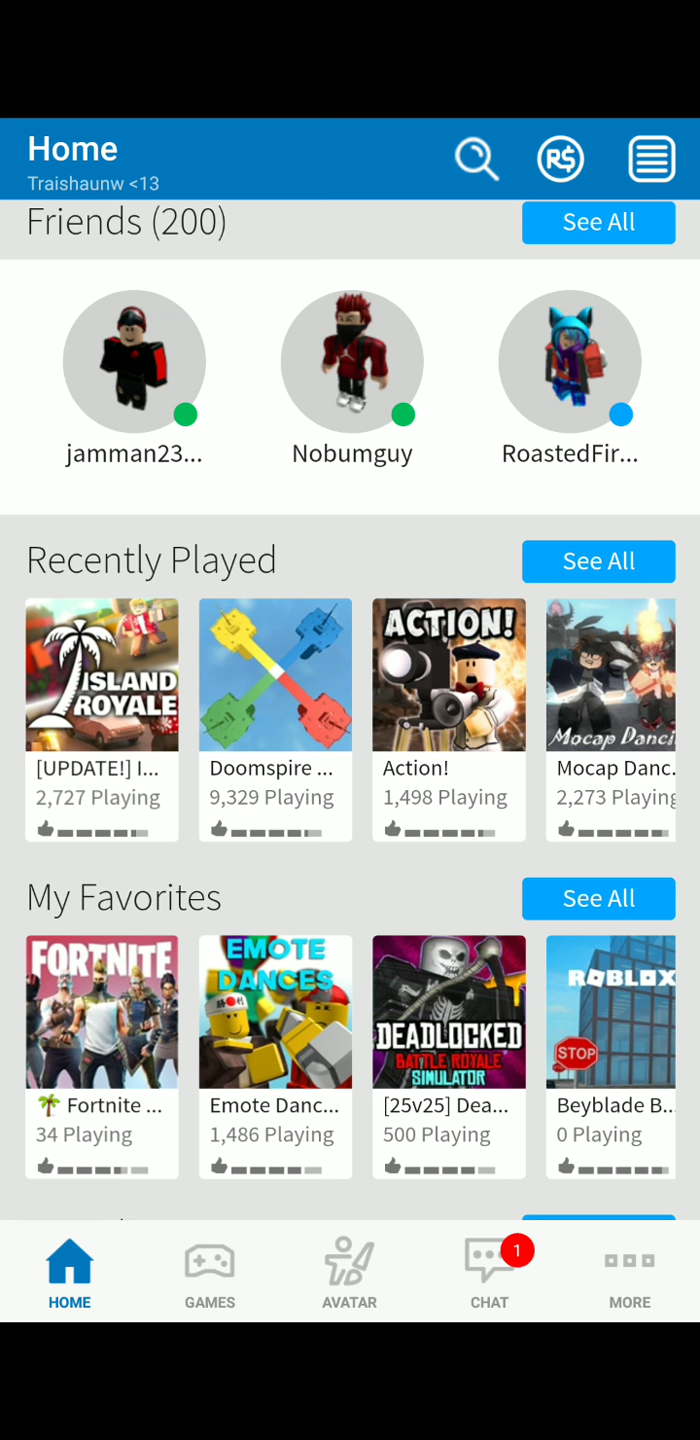 Home
Traishaunw <13
R$
Friends (200)
See All
jamman23...
Nobumguy
RoastedFir...
Recently Played
See All
ISLAND
ROYALE
ACTION!
Mocap Danci
[UPDATE!] I...
Doomspire ...
Action!
Mocap Danc.
2,727 Playing
9,329 Playing
1,498 Playing
2,273 Playing
My Favorites
See All
FORTNITE
EMOTE
DANCES
DEADLOCKED
BATTLE ROYALE
SIMULATOR
ROBLOX
STOP
🌴 Fortnite ...
Emote Danc...
[25v25] Dea...
Beyblade B..
34 Playing
1,486 Playing
500 Playing
0 Playing
1
HOME
GAMES
AVATAR
CHAT
MORE